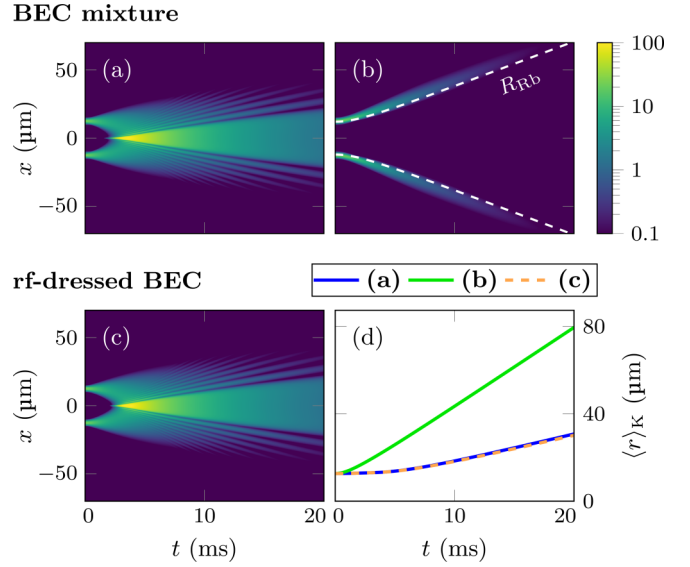 BEC mixture
(a)
(b)
R_Rb
x (µm)
50
0
−50
100
10
1
0.1
rf-dressed BEC
(a) (b) (c)
(c)
(d)
x (µm)
50
0
−50
80
40
0
⟨r⟩_K (µm)
0 10 20
0 10 20
t (ms)
t (ms)